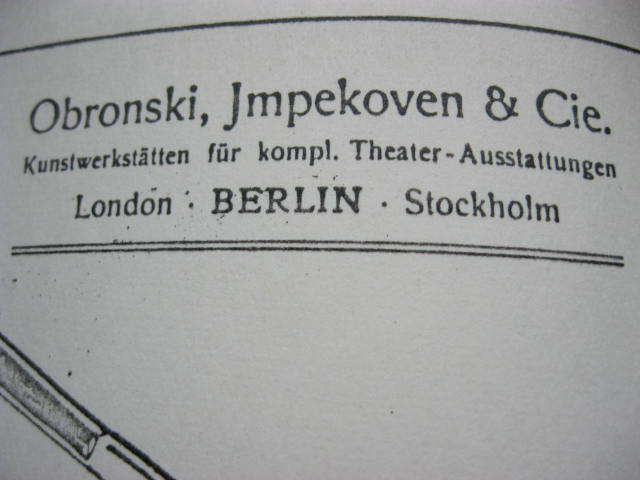 Obronski, Jmpekoven & Cie.
Kunstwerkstätten für kompl. Theater-Ausstattungen
London · BERLIN · Stockholm